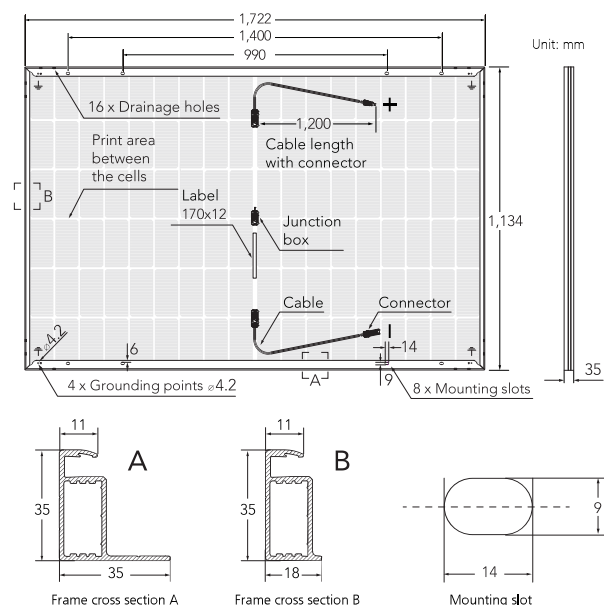 1,722
1,400
990
Unit: mm
16 x Drainage holes
+
1,200
Print area
between
the cells
Cable length
with connector
B
Label
170x12
Junction
box
1,134
Cable
Connector
–
⌀4.2
6
14
4 x Grounding points ⌀4.2
A
9
8 x Mounting slots
35
11
A
35
35
Frame cross section A
11
B
35
18
Frame cross section B
9
14
Mounting slot